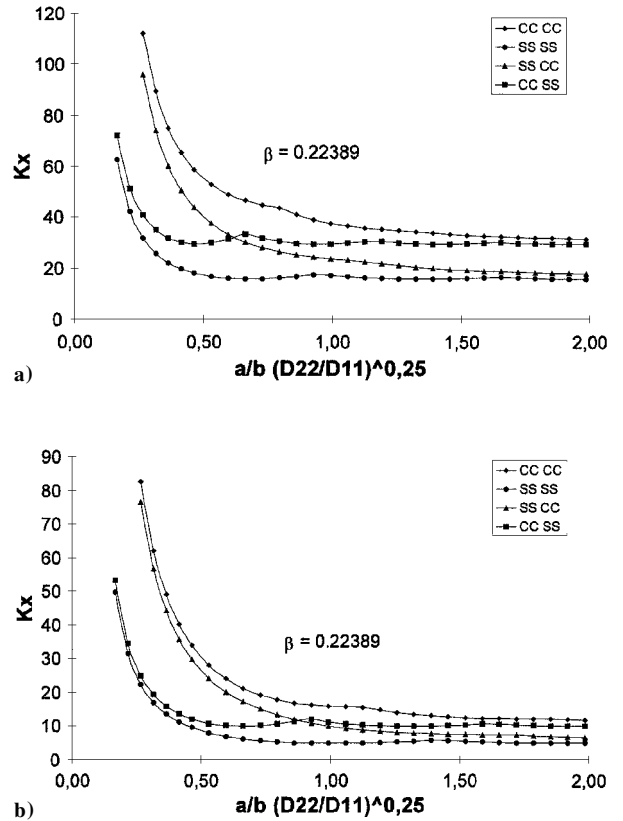 120
100
80
60
40
20
0
Kx
CC CC
SS SS
SS CC
CC SS
β = 0.22389
0,00 0,50 1,00 1,50 2,00
a/b (D22/D11)^0,25
a)
90
80
70
60
50
40
30
20
10
0
Kx
CC CC
SS SS
SS CC
CC SS
β = 0.22389
0,00 0,50 1,00 1,50 2,00
a/b (D22/D11)^0,25
b)